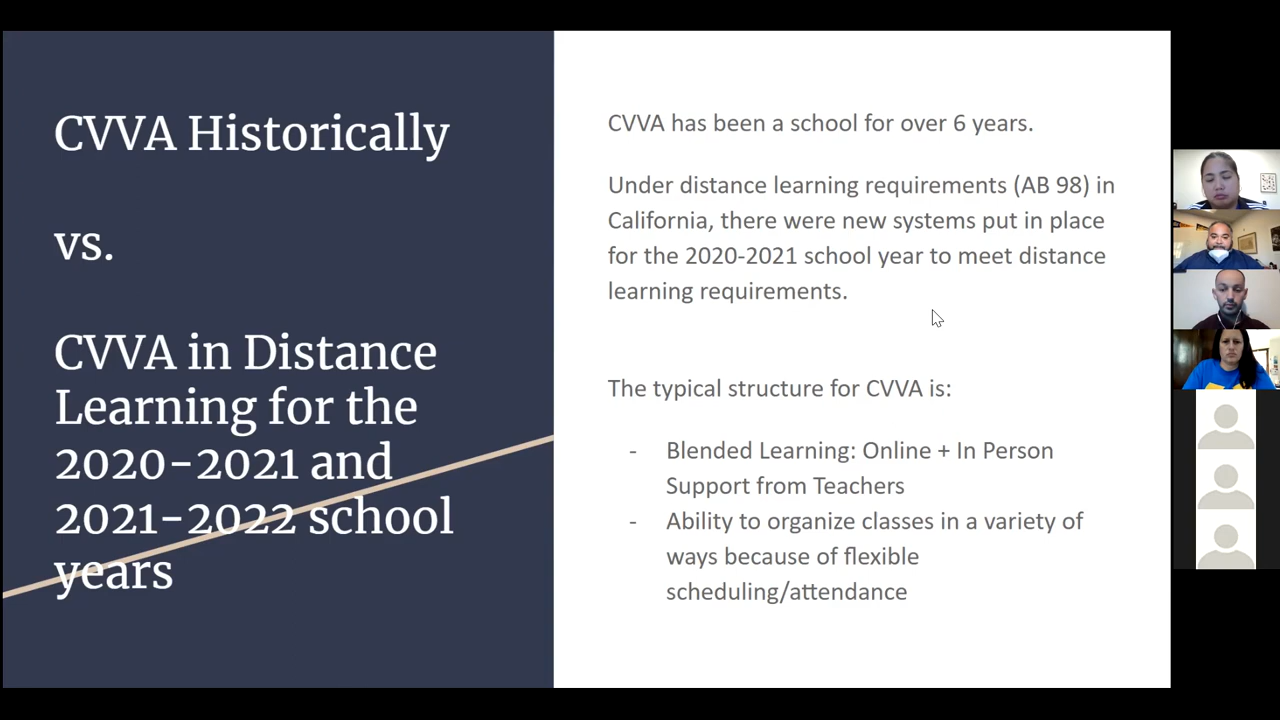 CVVA Historically
vs.
CVVA in Distance
Learning for the
2020-2021 and
2021-2022 school
years
CVVA has been a school for over 6 years.
Under distance learning requirements (AB 98) in
California, there were new systems put in place
for the 2020-2021 school year to meet distance
learning requirements.
The typical structure for CVVA is:
- Blended Learning: Online + In Person
Support from Teachers
- Ability to organize classes in a variety of
ways because of flexible
scheduling/attendance